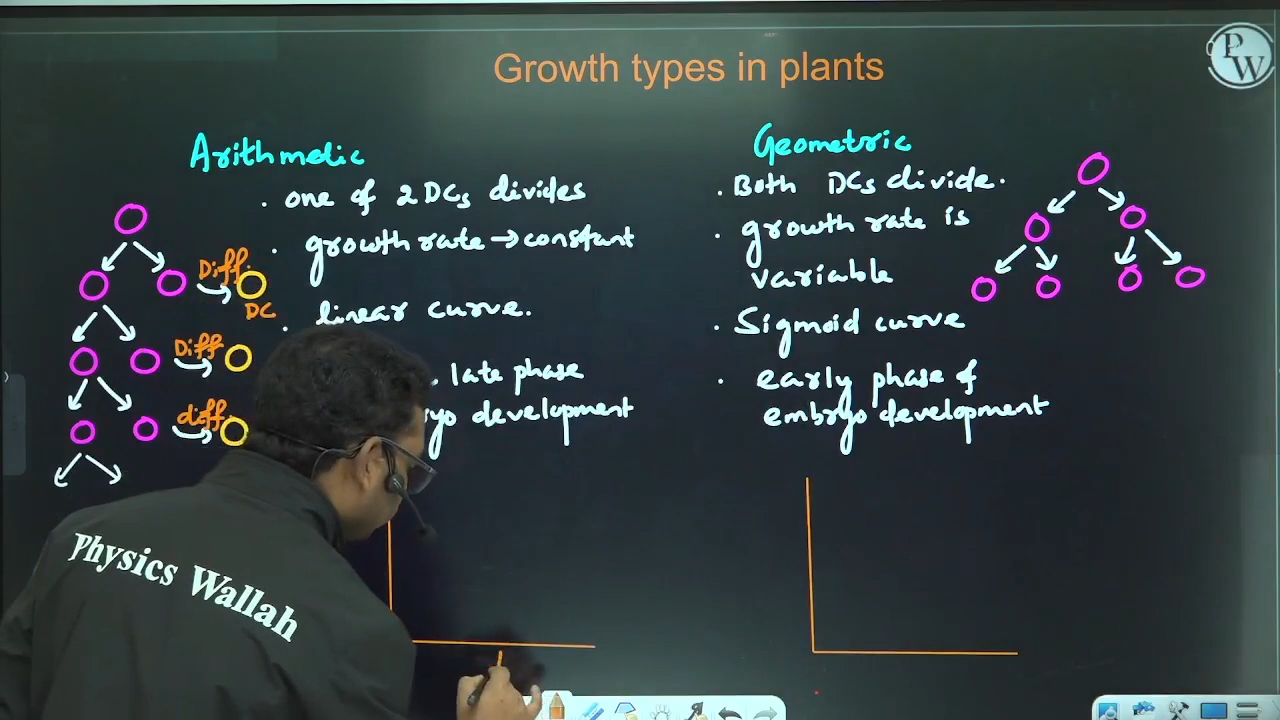 Growth types in plants
PW
Arithmetic
. one of 2 DCs divides
. growth rate → constant
. linear curve.
. late phase
development
Diff.
DC
Diff
diff.
Geometric
. Both DCs divide.
. growth rate is
variable
. Sigmoid curve
. early phase of
embryo development
Physics Wallah